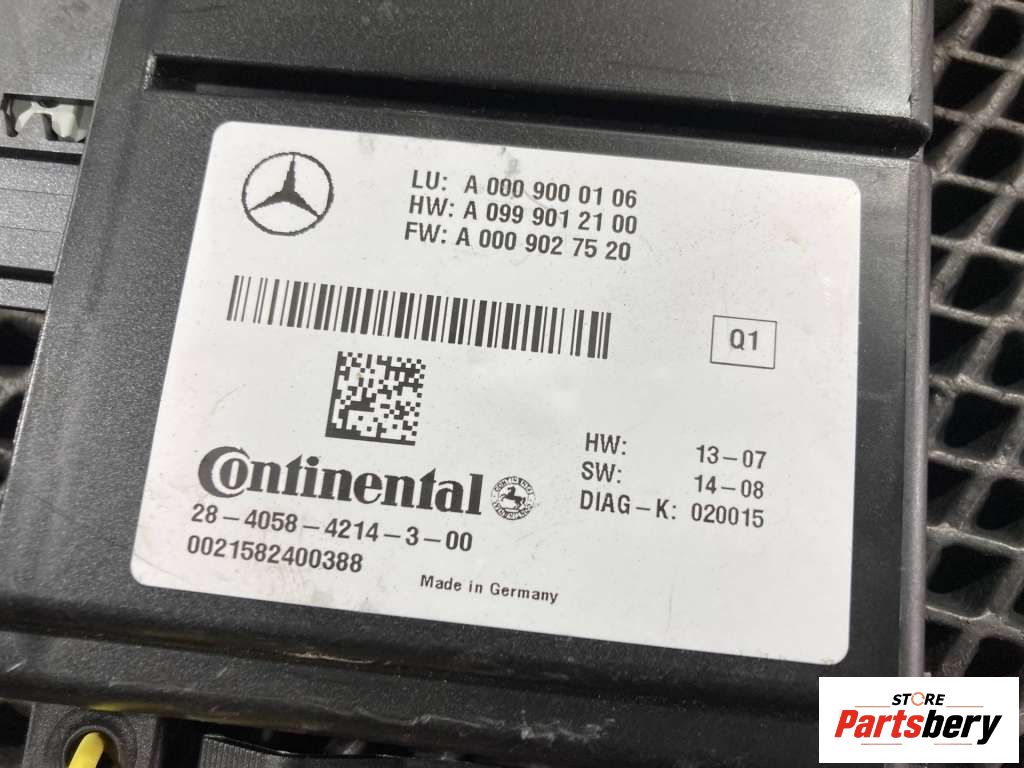 LU: A 000 900 01 06
HW: A 099 901 21 00
FW: A 000 902 75 20
Q1
HW: 13-07
SW: 14-08
DIAG-K: 020015
Continental
28-4058-4214-3-00
0021582400388
Made in Germany
STORE
Partsbery